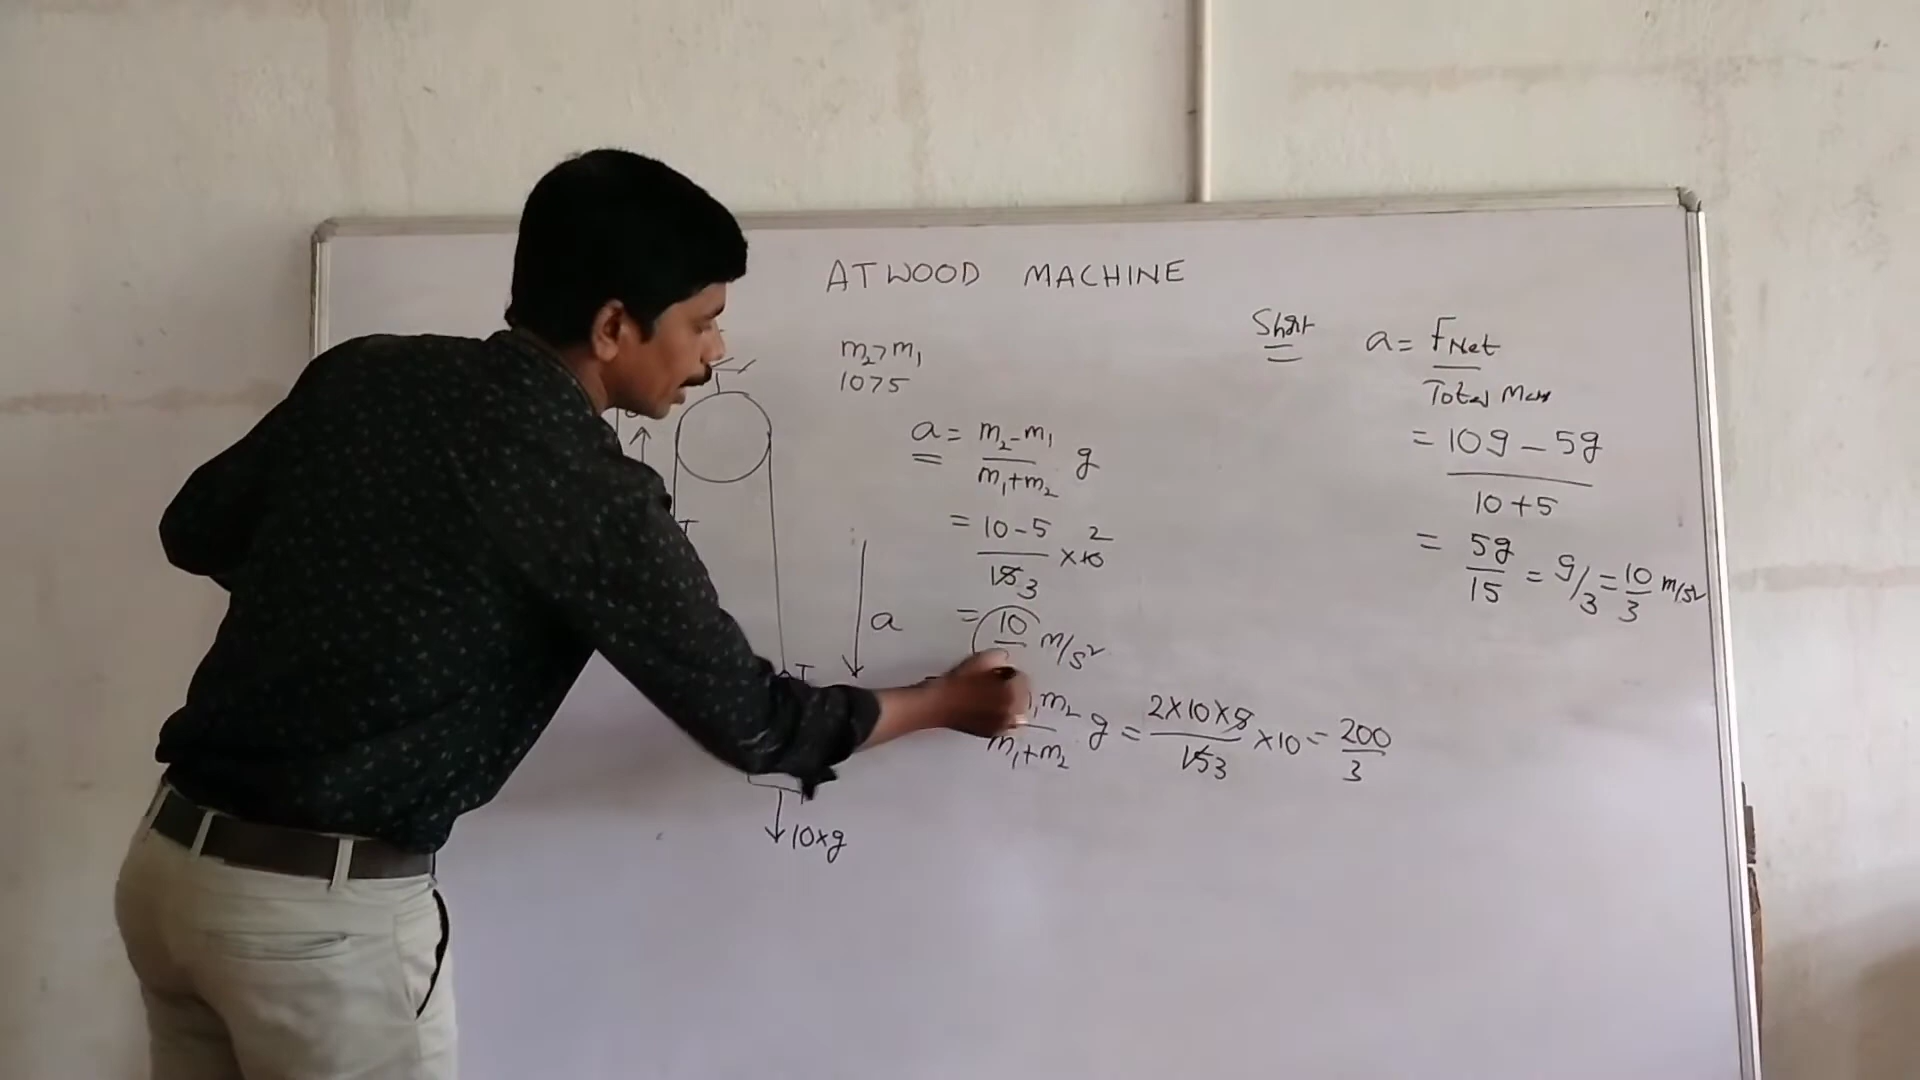 ATWOOD MACHINE
m₂>m₁
10>5
a = m₂-m₁ / m₁+m₂ g
= 10-5 / 15 3 ×10 2
= 10 m/s²
m₁m₂ / m₁+m₂ g = 2×10×5 / 15 3 ×10 = 200/3
T
a
T
10×g
Short
a = FNet / Total Mass
= 10g - 5g / 10+5
= 5g/15 = g/3 = 10/3 m/s²